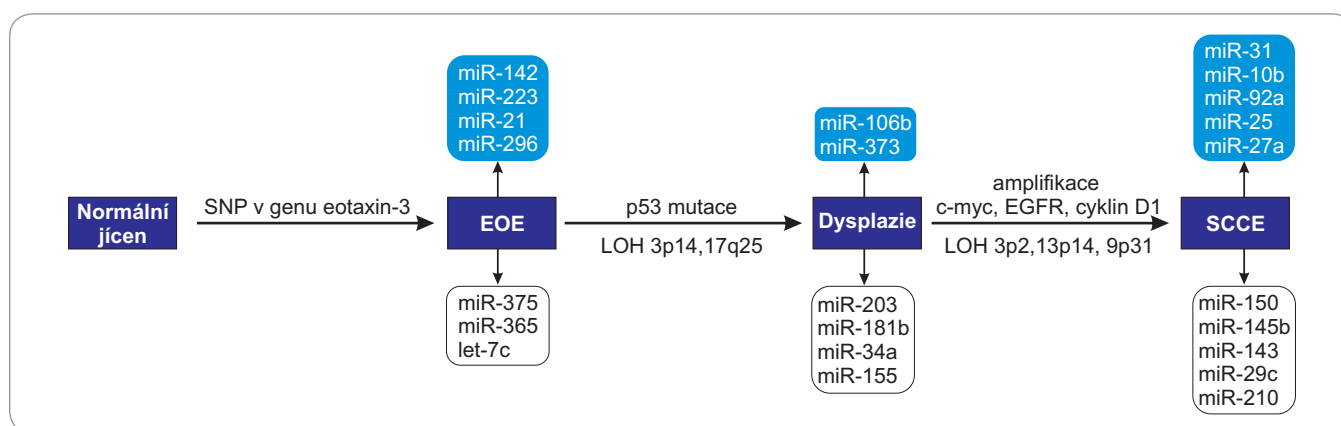 miR-142
miR-223
miR-21
miR-296
miR-106b
miR-373
miR-31
miR-10b
miR-92a
miR-25
miR-27a
Normální
jícen
SNP v genu eotaxin-3
EOE
p53 mutace
LOH 3p14,17q25
Dysplazie
amplifikace
c-myc, EGFR, cyklin D1
LOH 3p2,13p14, 9p31
SCCE
miR-375
miR-365
let-7c
miR-203
miR-181b
miR-34a
miR-155
miR-150
miR-145b
miR-143
miR-29c
miR-210